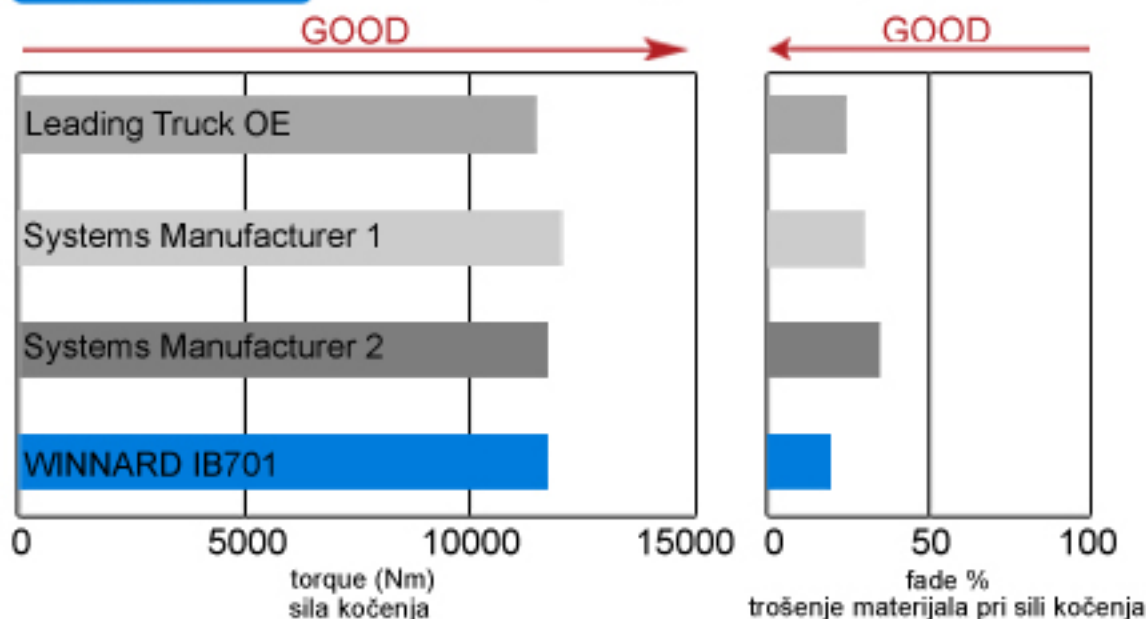 GOOD
GOOD
Leading Truck OE
Systems Manufacturer 1
Systems Manufacturer 2
WINNARD IB701
0 5000 10000 15000
0 50 100
torque (Nm)
sila kočenja
fade %
trošenje materijala pri sili kočenja